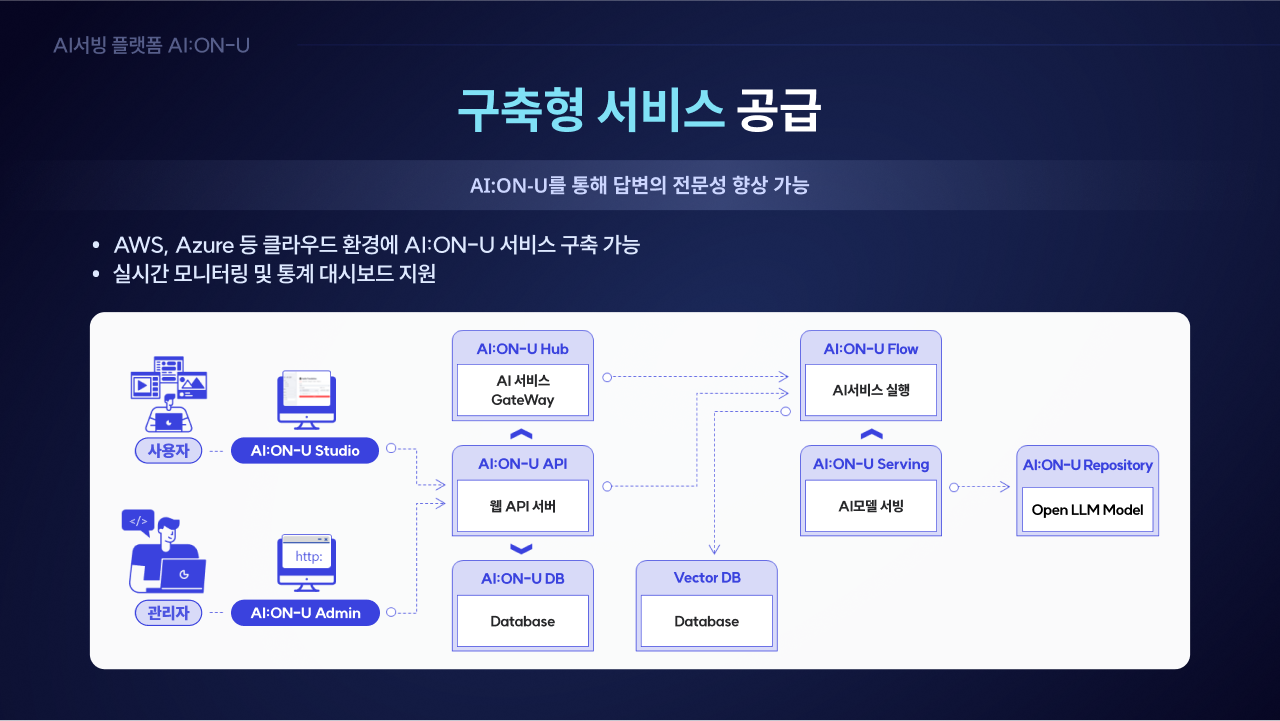 AI서빙 플랫폼 AI:ON-U
구축형 서비스 공급
AI:ON-U를 통해 답변의 전문성 향상 가능
• AWS, Azure 등 클라우드 환경에 AI:ON-U 서비스 구축 가능
• 실시간 모니터링 및 통계 대시보드 지원
사용자
AI:ON-U Studio
</>
관리자
http:
AI:ON-U Admin
AI:ON-U Hub
AI 서비스
GateWay
AI:ON-U API
웹 API 서버
AI:ON-U DB
Database
Vector DB
Database
AI:ON-U Flow
AI서비스 실행
AI:ON-U Serving
AI모델 서빙
AI:ON-U Repository
Open LLM Model